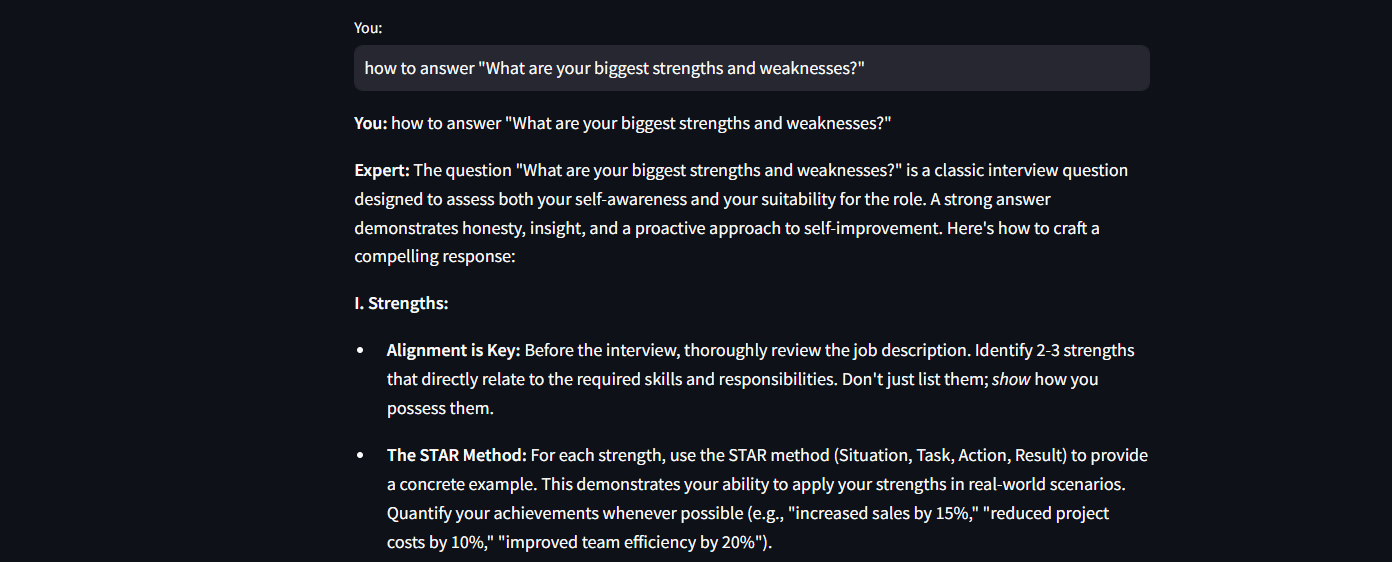 You:
how to answer "What are your biggest strengths and weaknesses?"
You: how to answer "What are your biggest strengths and weaknesses?"
Expert: The question "What are your biggest strengths and weaknesses?" is a classic interview question
designed to assess both your self-awareness and your suitability for the role. A strong answer
demonstrates honesty, insight, and a proactive approach to self-improvement. Here's how to craft a
compelling response:
I. Strengths:
• Alignment is Key: Before the interview, thoroughly review the job description. Identify 2-3 strengths
that directly relate to the required skills and responsibilities. Don't just list them; show how you
possess them.
• The STAR Method: For each strength, use the STAR method (Situation, Task, Action, Result) to provide
a concrete example. This demonstrates your ability to apply your strengths in real-world scenarios.
Quantify your achievements whenever possible (e.g., "increased sales by 15%," "reduced project
costs by 10%," "improved team efficiency by 20%").